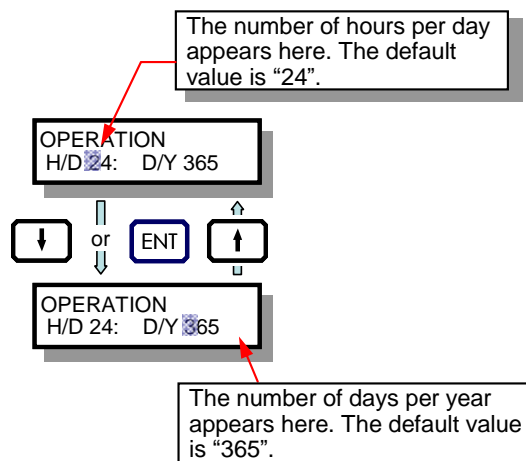 The number of hours per day
appears here. The default
value is “24”.
OPERATION
H/D 24: D/Y 365
or
ENT
OPERATION
H/D 24: D/Y 365
The number of days per year
appears here. The default value
is “365”.